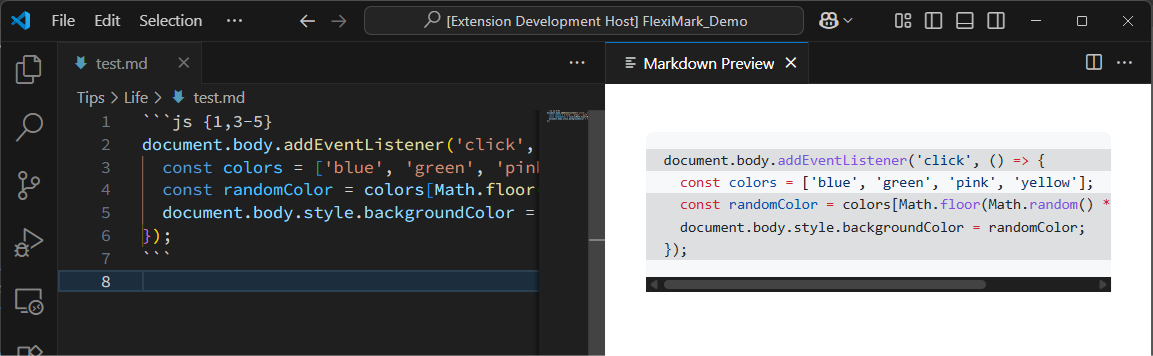 File Edit Selection ··· [Extension Development Host] FlexiMark_Demo
test.md
Markdown Preview
Tips > Life > test.md
1 ```js {1,3-5}
2 document.body.addEventListener('click',
3 const colors = ['blue', 'green', 'pink
4 const randomColor = colors[Math.floor
5 document.body.style.backgroundColor =
6 });
7 ```
8
document.body.addEventListener('click', () => {
const colors = ['blue', 'green', 'pink', 'yellow'];
const randomColor = colors[Math.floor(Math.random() *
document.body.style.backgroundColor = randomColor;
});